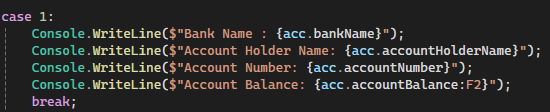 case 1:
Console.WriteLine($"Bank Name : {acc.bankName}");
Console.WriteLine($"Account Holder Name: {acc.accountHolderName}");
Console.WriteLine($"Account Number: {acc.accountNumber}");
Console.WriteLine($"Account Balance: {acc.accountBalance:F2}");
break;